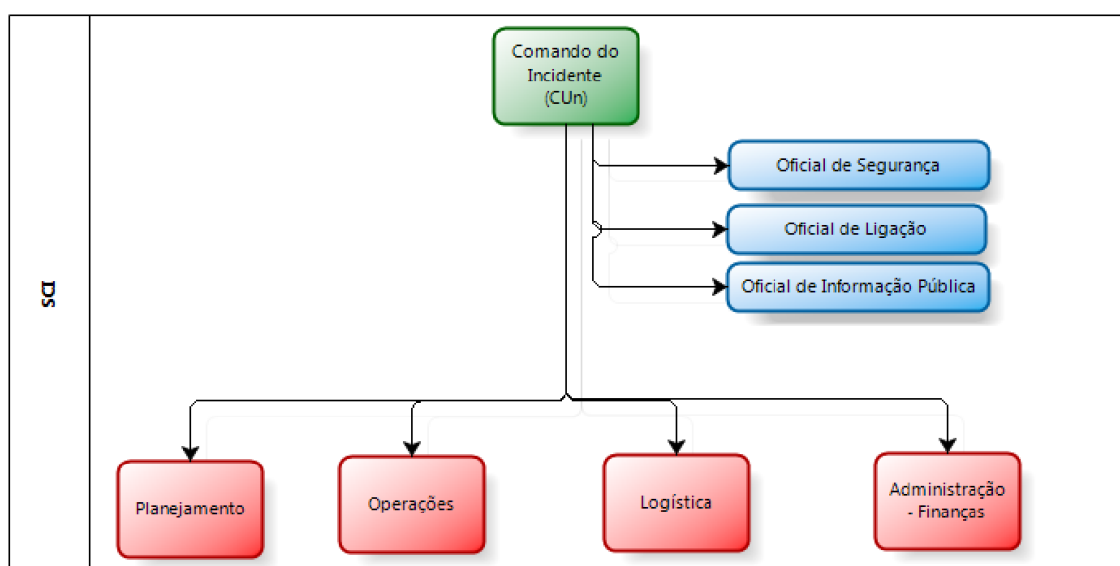 SCI
Comando do
Incidente
(CUn)
Oficial de Segurança
Oficial de Ligação
Oficial de Informação Pública
Planejamento
Operações
Logística
Administração
- Finanças